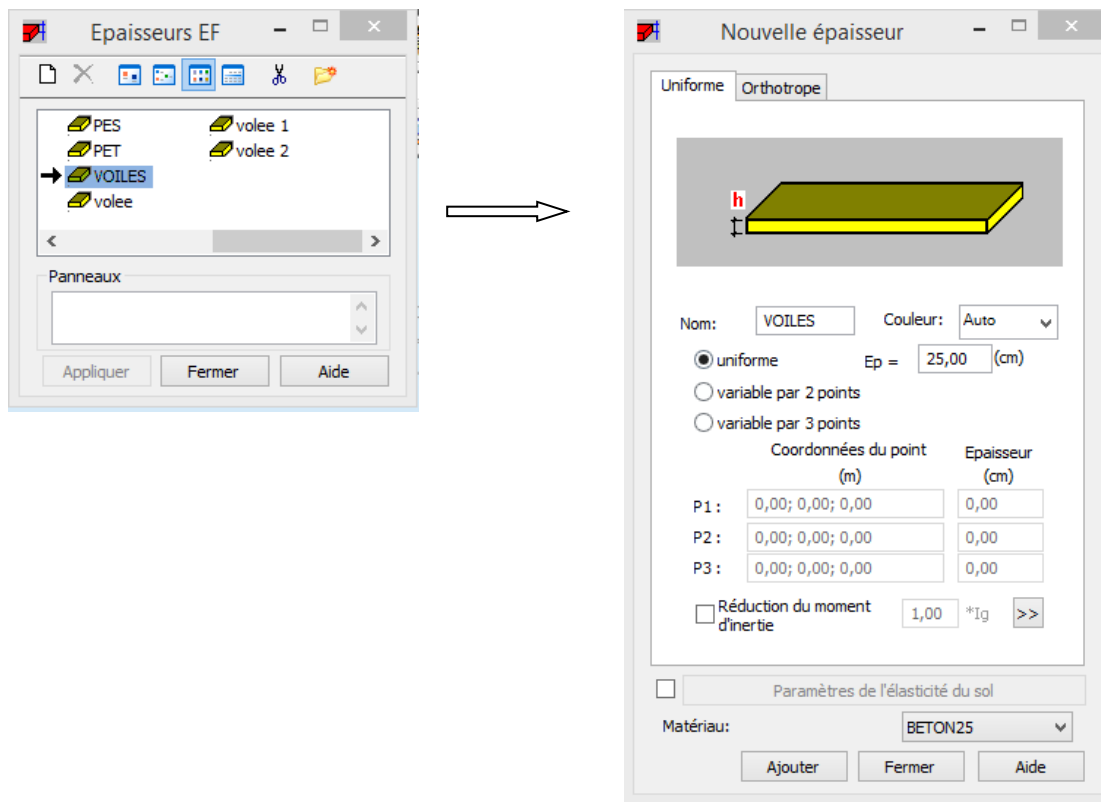 Epaisseurs EF
PES
volee 1
PET
volee 2
VOILES
volee
Panneaux
Appliquer
Fermer
Aide
Nouvelle épaisseur
Uniforme
Orthotrope
h
Nom:
VOILES
Couleur:
Auto
uniforme
Ep =
25,00
(cm)
variable par 2 points
variable par 3 points
Coordonnées du point
Epaisseur
(m)
(cm)
P1:
0,00; 0,00; 0,00
0,00
P2:
0,00; 0,00; 0,00
0,00
P3:
0,00; 0,00; 0,00
0,00
Réduction du moment
d'inertie
1,00
*Ig
>>
Paramètres de l'élasticité du sol
Matériau:
BETON25
Ajouter
Fermer
Aide